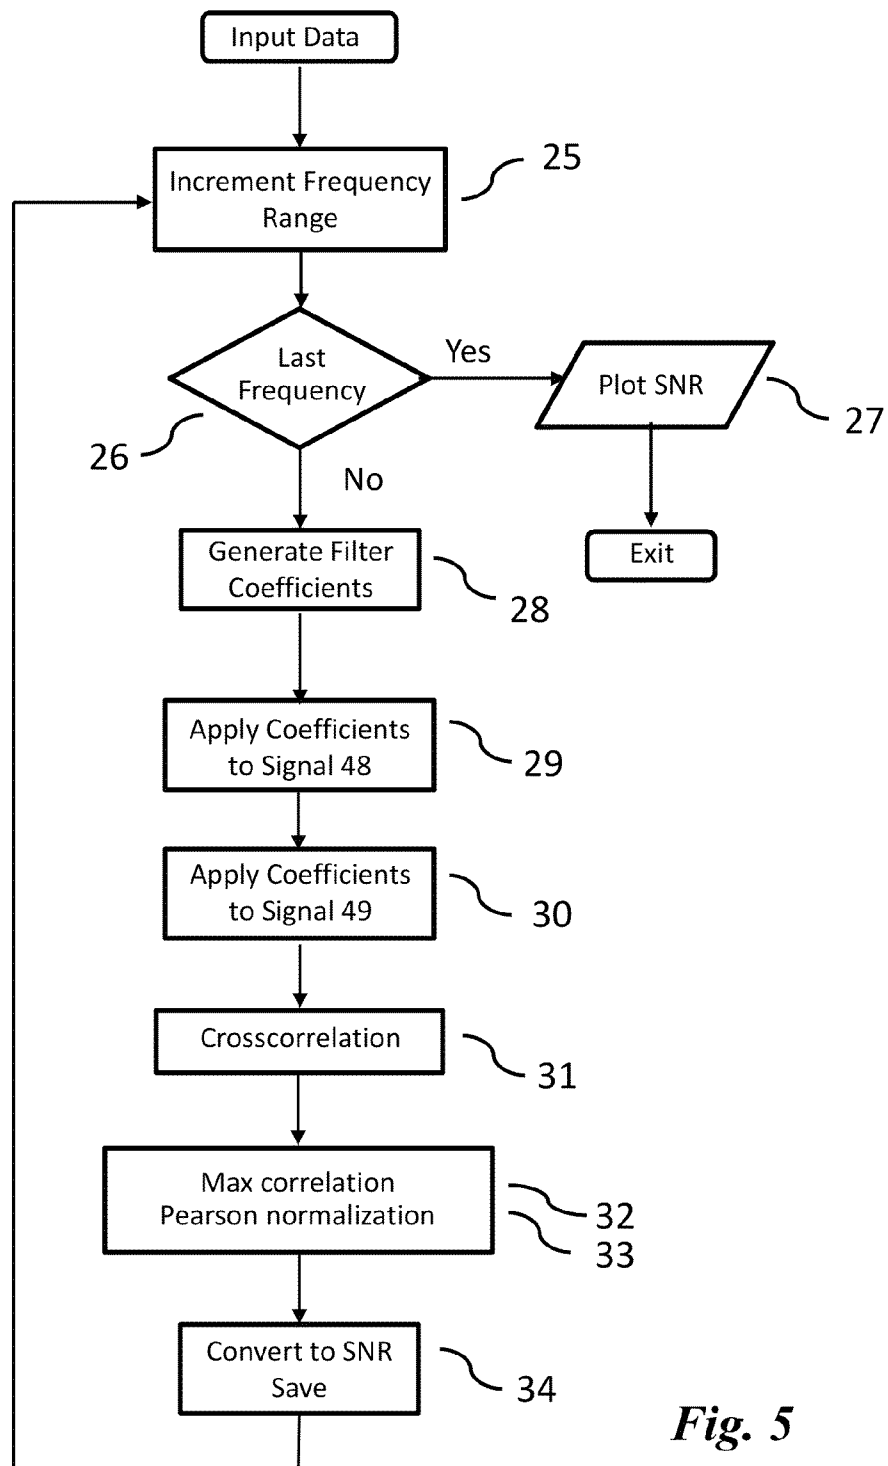 Input Data
25
Increment Frequency
Range
Last
Frequency
Yes
Plot SNR
27
26
No
Exit
Generate Filter
Coefficients
28
Apply Coefficients
to Signal 48
29
Apply Coefficients
to Signal 49
30
Crosscorrelation
31
Max correlation
Pearson normalization
32
33
Convert to SNR
Save
34
Fig. 5